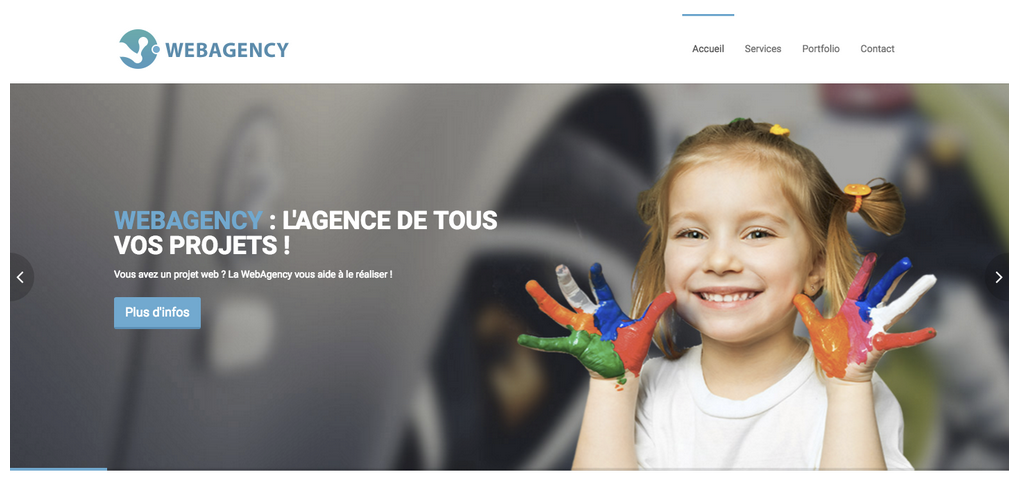 WEBAGENCY
Accueil
Services
Portfolio
Contact
WEBAGENCY : L'AGENCE DE TOUS
VOS PROJETS !
Vous avez un projet web ? La WebAgency vous aide à le réaliser !
Plus d'infos